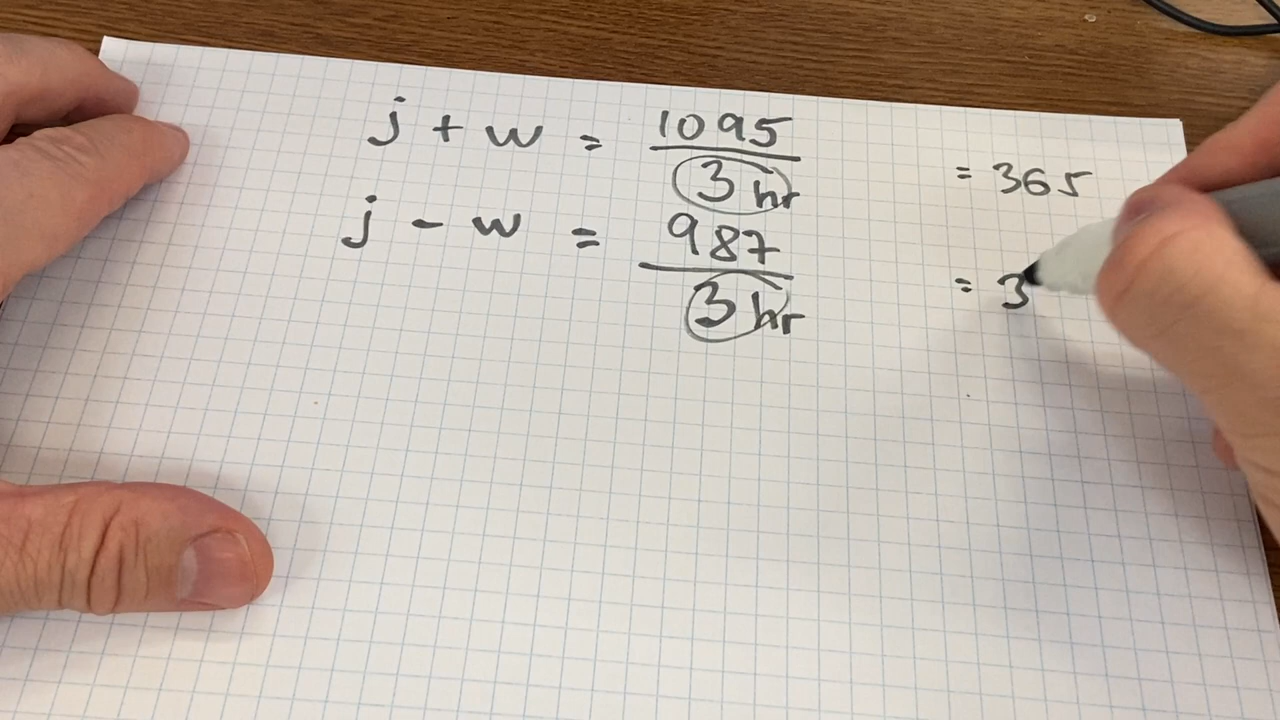 j + w = 1095 / 3 hr = 365
j - w = 987 / 3 hr = 3